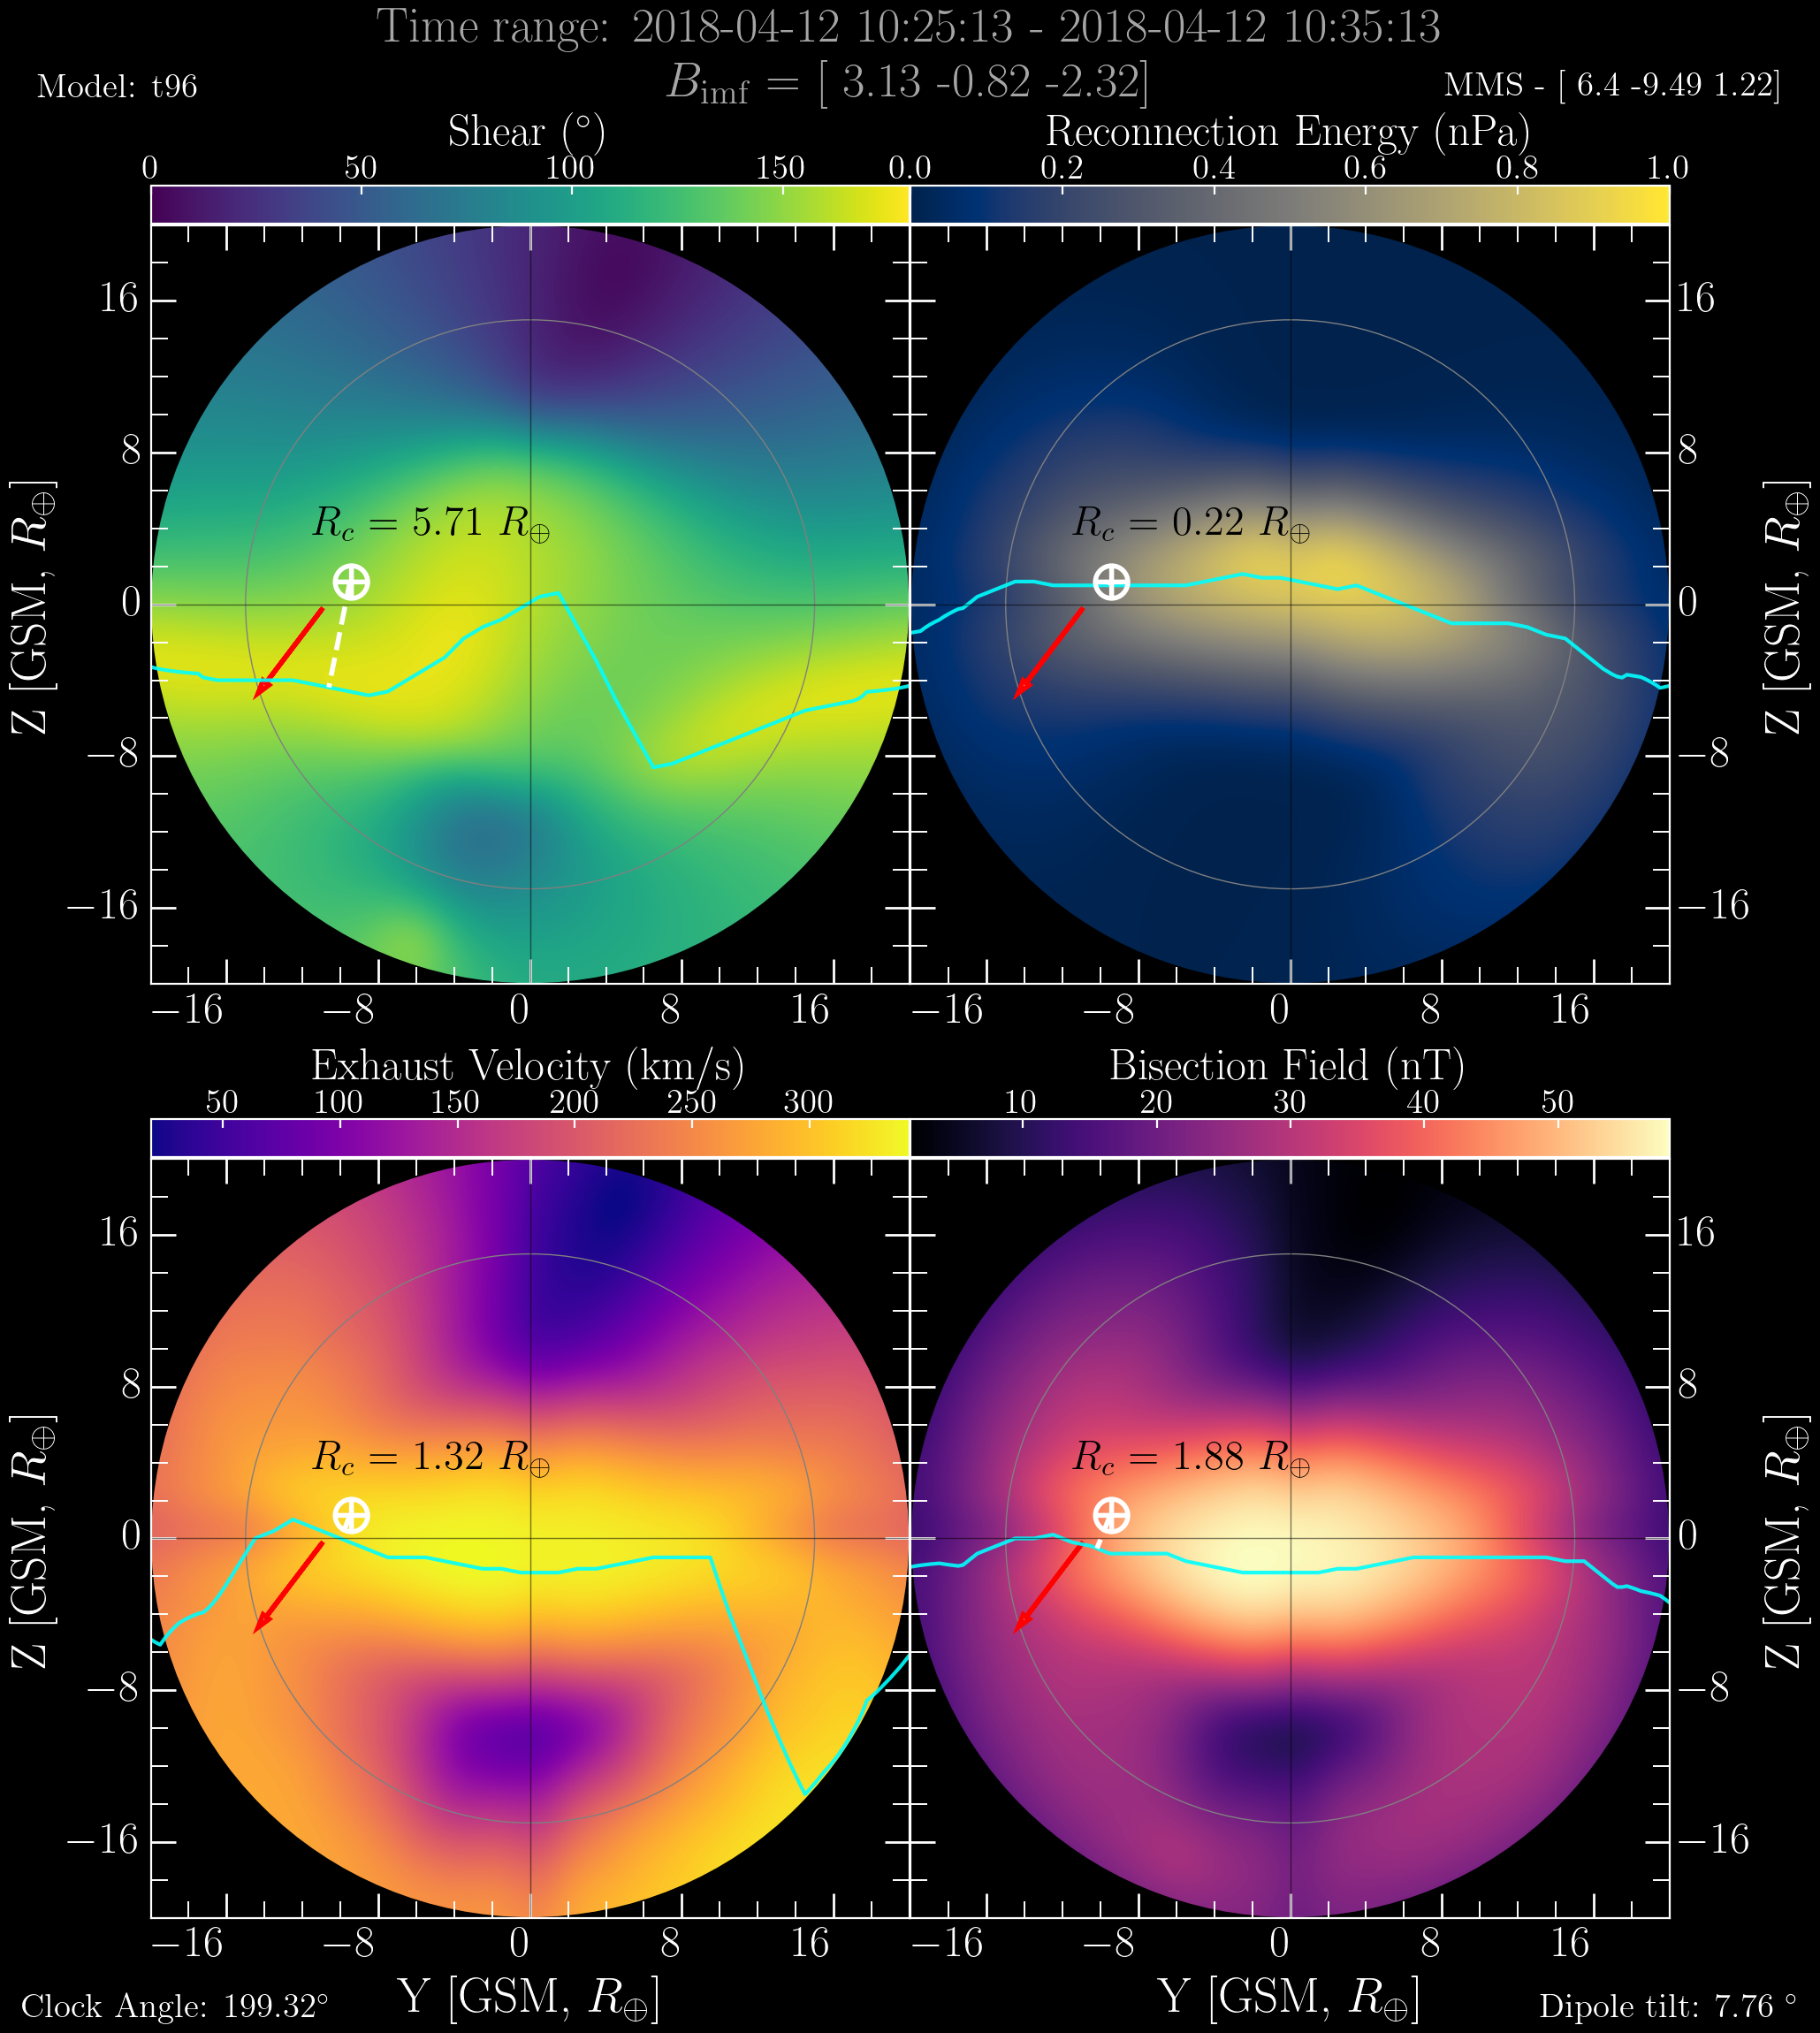 Time range: 2018-04-12 10:25:13 - 2018-04-12 10:35:13
Model: t96
B_imf = [ 3.13 -0.82 -2.32]
MMS - [ 6.4 -9.49 1.22]
Shear (°)
Reconnection Energy (nPa)
0 50 100 150
0.0 0.2 0.4 0.6 0.8 1.0
Z [GSM, R⊕]
16
8
0
−8
−16
R_c = 5.71 R⊕
R_c = 0.22 R⊕
16
8
0
−8
−16
Z [GSM, R⊕]
−16 −8 0 8 16
−16 −8 0 8 16
Exhaust Velocity (km/s)
Bisection Field (nT)
50 100 150 200 250 300
10 20 30 40 50
Z [GSM, R⊕]
16
8
0
−8
−16
R_c = 1.32 R⊕
R_c = 1.88 R⊕
16
8
0
−8
−16
Z [GSM, R⊕]
−16 −8 0 8 16
−16 −8 0 8 16
Y [GSM, R⊕]
Y [GSM, R⊕]
Clock Angle: 199.32°
Dipole tilt: 7.76 °